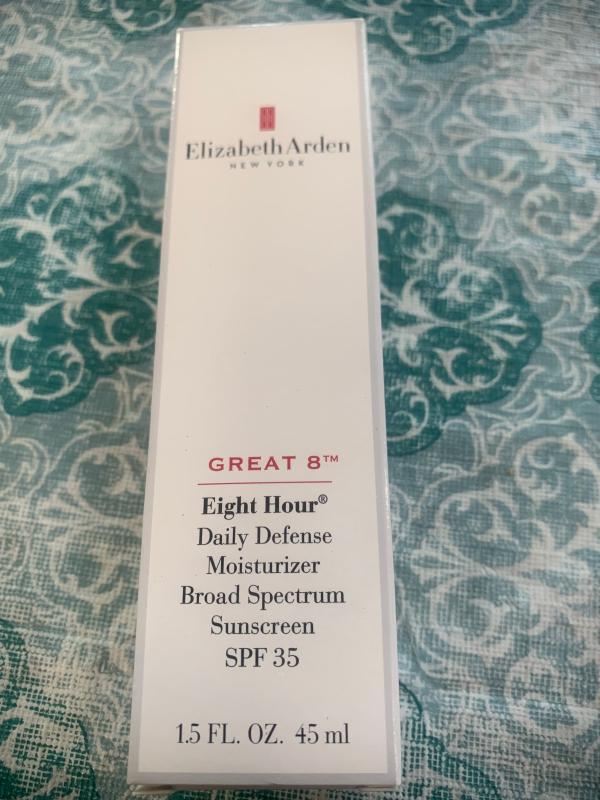 Elizabeth Arden
NEW YORK
GREAT 8™
Eight Hour®
Daily Defense
Moisturizer
Broad Spectrum
Sunscreen
SPF 35
1.5 FL. OZ. 45 ml